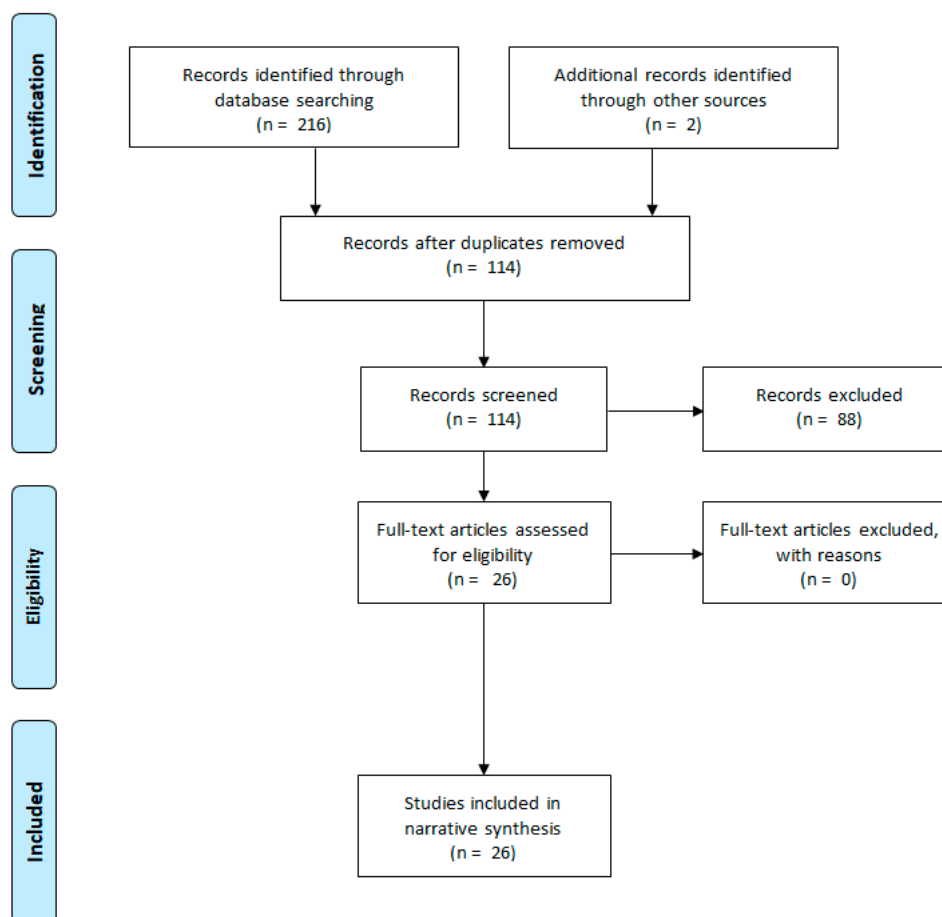 Identification
Records identified through
database searching
(n = 216)
Additional records identified
through other sources
(n = 2)
Records after duplicates removed
(n = 114)
Screening
Records screened
(n = 114)
Records excluded
(n = 88)
Eligibility
Full-text articles assessed
for eligibility
(n = 26)
Full-text articles excluded,
with reasons
(n = 0)
Included
Studies included in
narrative synthesis
(n = 26)